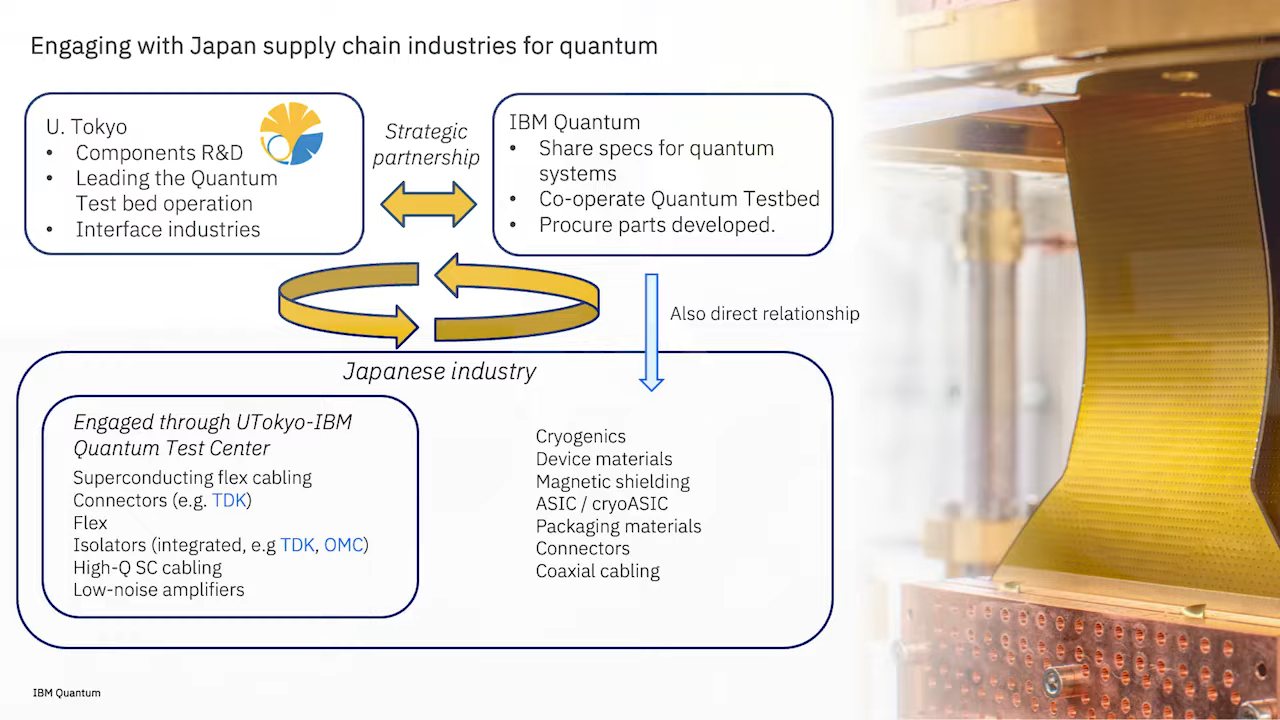 Engaging with Japan supply chain industries for quantum
U. Tokyo
• Components R&D
• Leading the Quantum
Test bed operation
• Interface industries
Strategic
partnership
IBM Quantum
• Share specs for quantum
systems
• Co-operate Quantum Testbed
• Procure parts developed.
Also direct relationship
Japanese industry
Engaged through UTokyo-IBM
Quantum Test Center
Superconducting flex cabling
Connectors (e.g. TDK)
Flex
Isolators (integrated, e.g TDK, OMC)
High-Q SC cabling
Low-noise amplifiers
Cryogenics
Device materials
Magnetic shielding
ASIC / cryoASIC
Packaging materials
Connectors
Coaxial cabling
IBM Quantum